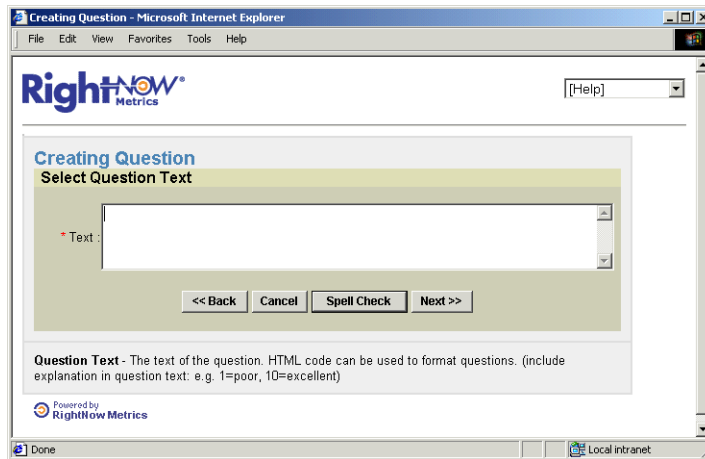 Creating Question - Microsoft Internet Explorer
File Edit View Favorites Tools Help
RightNOW®
Metrics
[Help]
Creating Question
Select Question Text
* Text :
<< Back Cancel Spell Check Next >>
Question Text - The text of the question. HTML code can be used to format questions. (include
explanation in question text: e.g. 1=poor, 10=excellent)
Powered by
RightNow Metrics
Done Local intranet